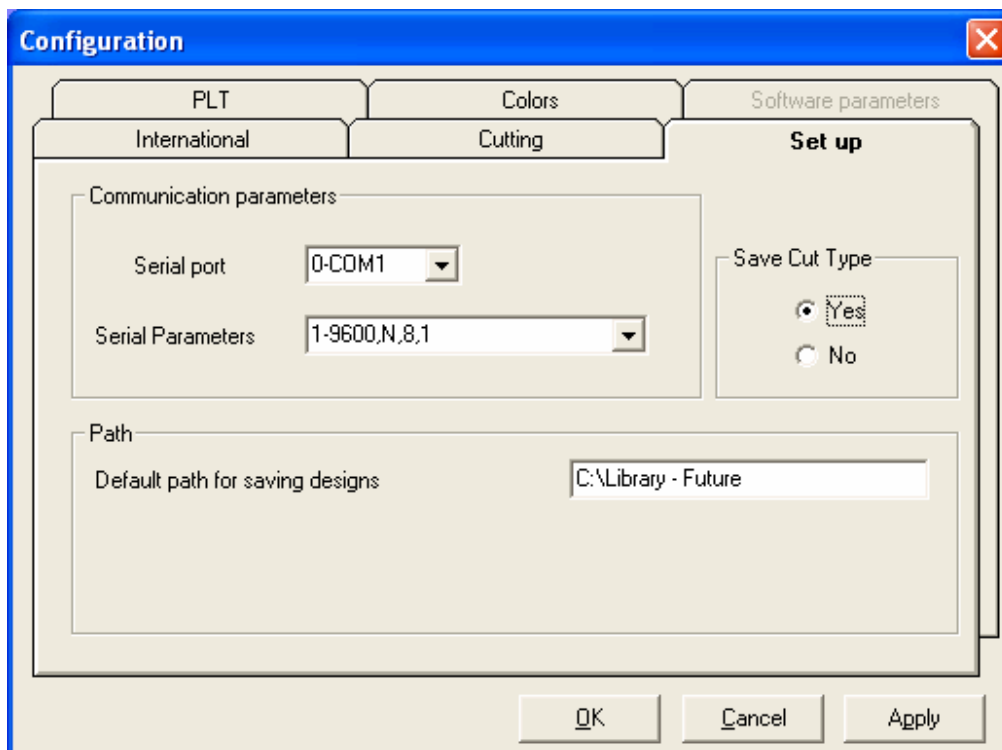 Configuration
PLT
Colors
Software parameters
International
Cutting
Set up
Communication parameters
Serial port
0-COM1
Serial Parameters
1-9600,N,8,1
Save Cut Type
Yes
No
Path
Default path for saving designs
C:\Library - Future
OK
Cancel
Apply